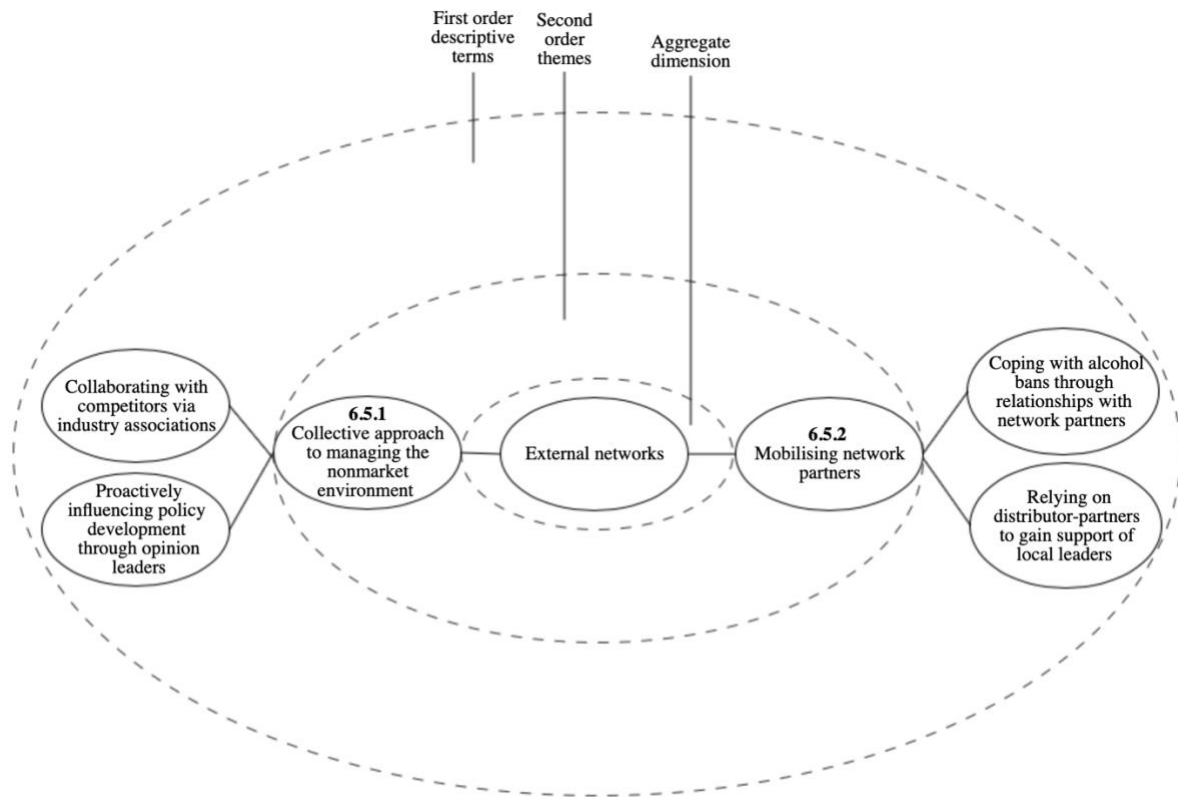 First order
descriptive
terms
Second
order
themes
Aggregate
dimension
Collaborating with
competitors via
industry associations
Proactively
influencing policy
development
through opinion
leaders
6.5.1
Collective approach
to managing the
nonmarket
environment
External networks
6.5.2
Mobilising network
partners
Coping with alcohol
bans through
relationships with
network partners
Relying on
distributor-partners
to gain support of
local leaders